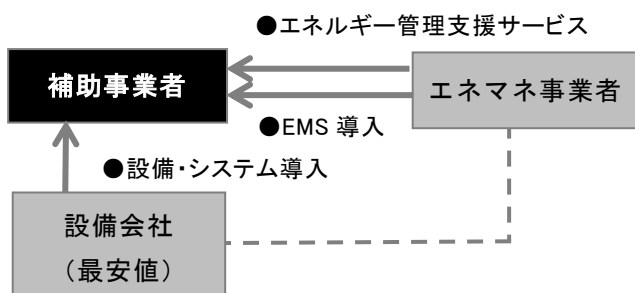 ●エネルギー管理支援サービス
補助事業者
エネマネ事業者
●EMS 導入
●設備・システム導入
設備会社
（最安値）